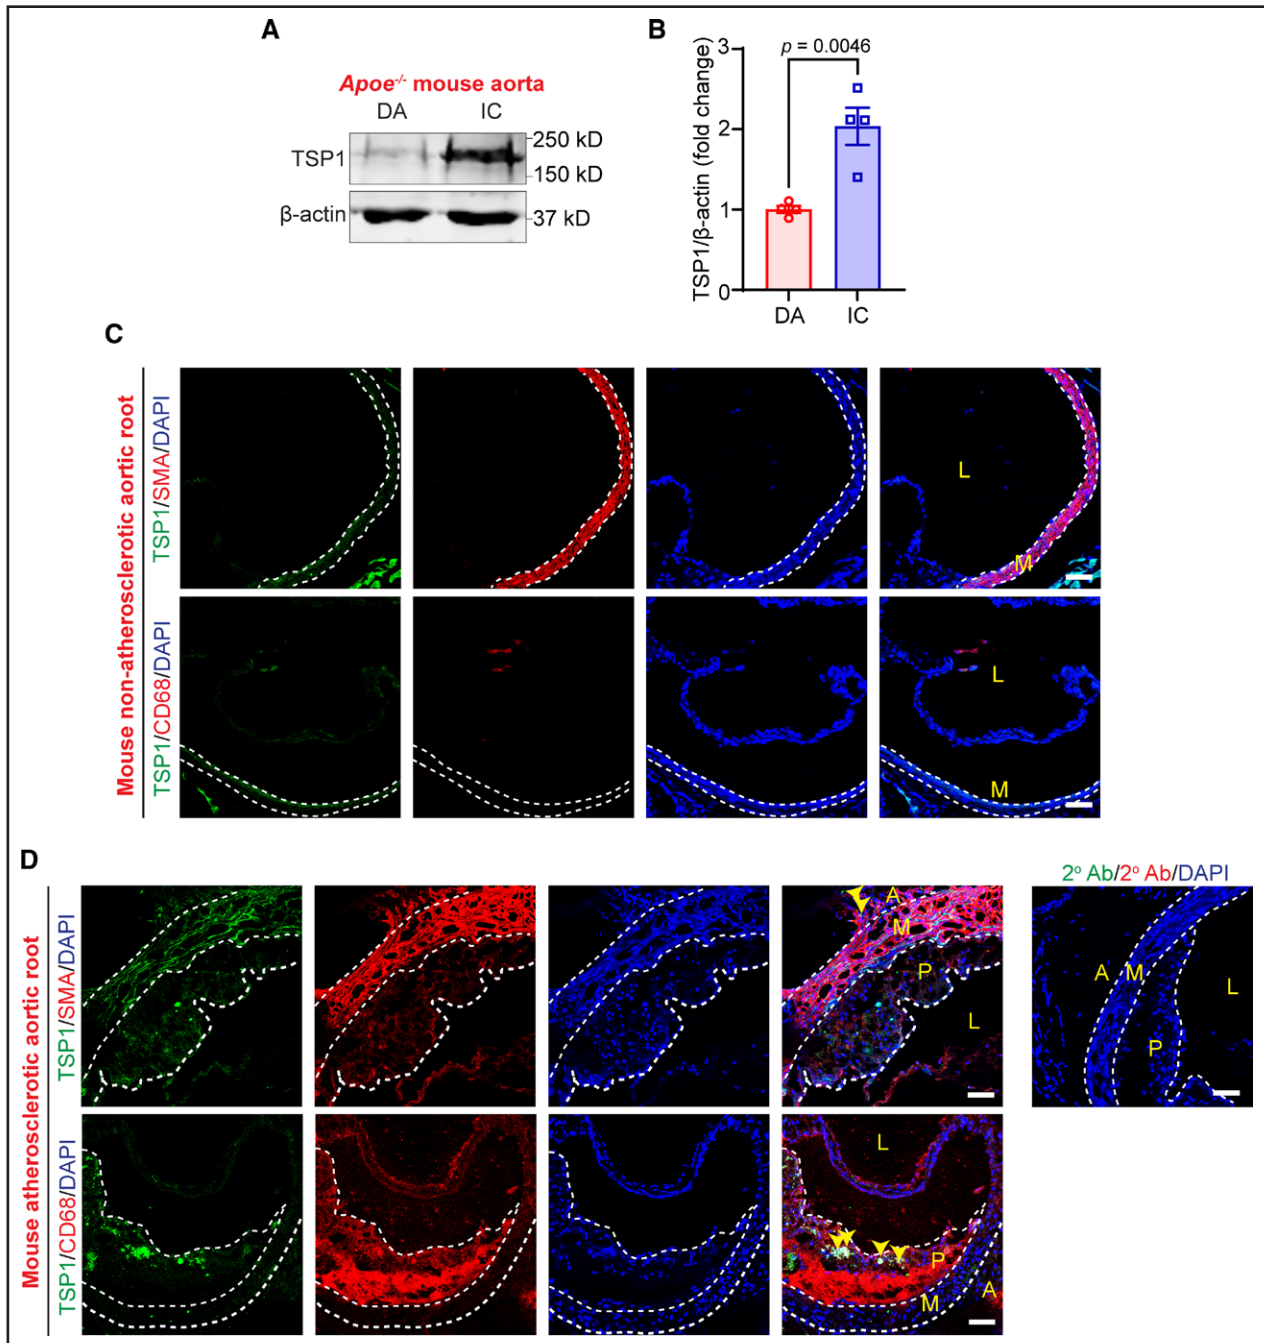 A
Apoe-/- mouse aorta
DA IC
TSP1
250 kD
150 kD
β-actin
37 kD
B
p = 0.0046
TSP1/β-actin (fold change)
3
2
1
0
DA IC
C
Mouse non-atherosclerotic aortic root
TSP1/SMA/DAPI
L
M
TSP1/CD68/DAPI
L
M
D
Mouse atherosclerotic aortic root
TSP1/SMA/DAPI
A
M
P
L
2º Ab/2º Ab/DAPI
A M
L
P
TSP1/CD68/DAPI
L
P
M
A